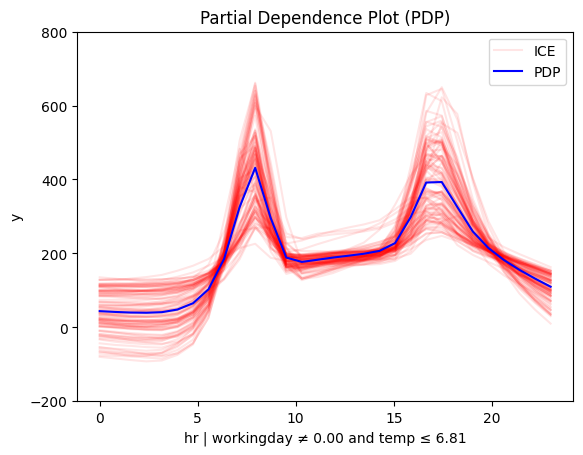 Partial Dependence Plot (PDP)
800
600
400
200
0
−200
y
ICE
PDP
0
5
10
15
20
hr | workingday ≠ 0.00 and temp ≤ 6.81